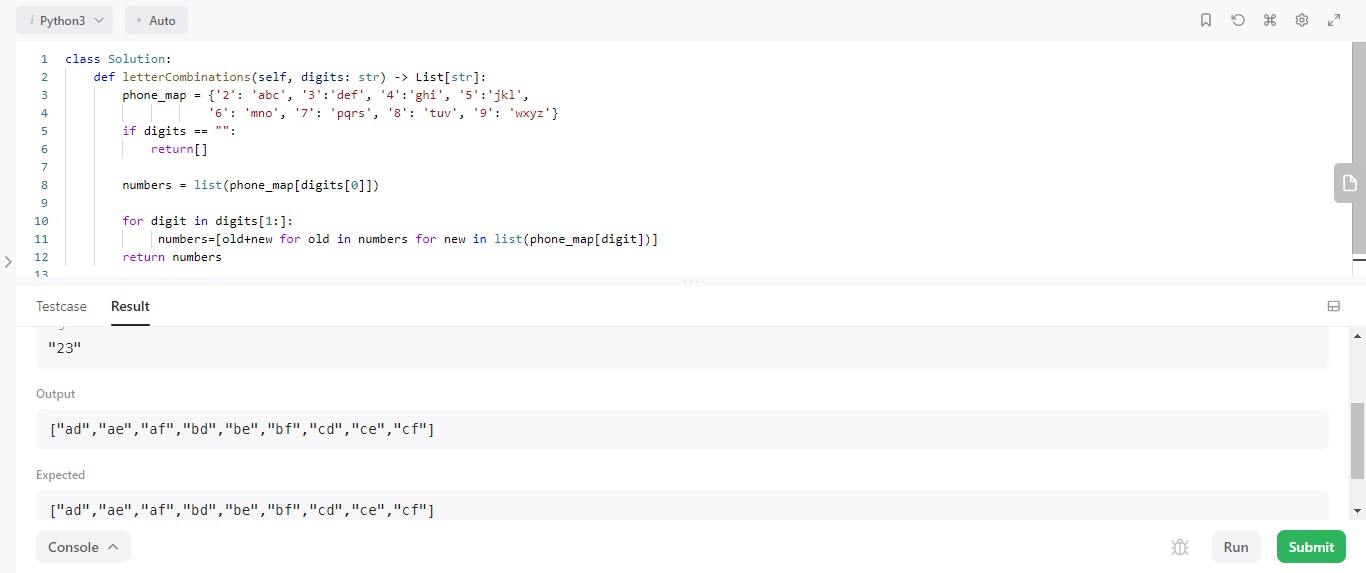 i Python3
Auto
1 class Solution:
2 def letterCombinations(self, digits: str) -> List[str]:
3 phone_map = {'2': 'abc', '3':'def', '4':'ghi', '5':'jkl',
4 '6': 'mno', '7': 'pqrs', '8': 'tuv', '9': 'wxyz'}
5 if digits == "":
6 return[]
7
8 numbers = list(phone_map[digits[0]])
9
10 for digit in digits[1:]:
11 numbers=[old+new for old in numbers for new in list(phone_map[digit])]
12 return numbers
13
Testcase
Result
"23"
Output
["ad","ae","af","bd","be","bf","cd","ce","cf"]
Expected
["ad","ae","af","bd","be","bf","cd","ce","cf"]
Console
Run
Submit